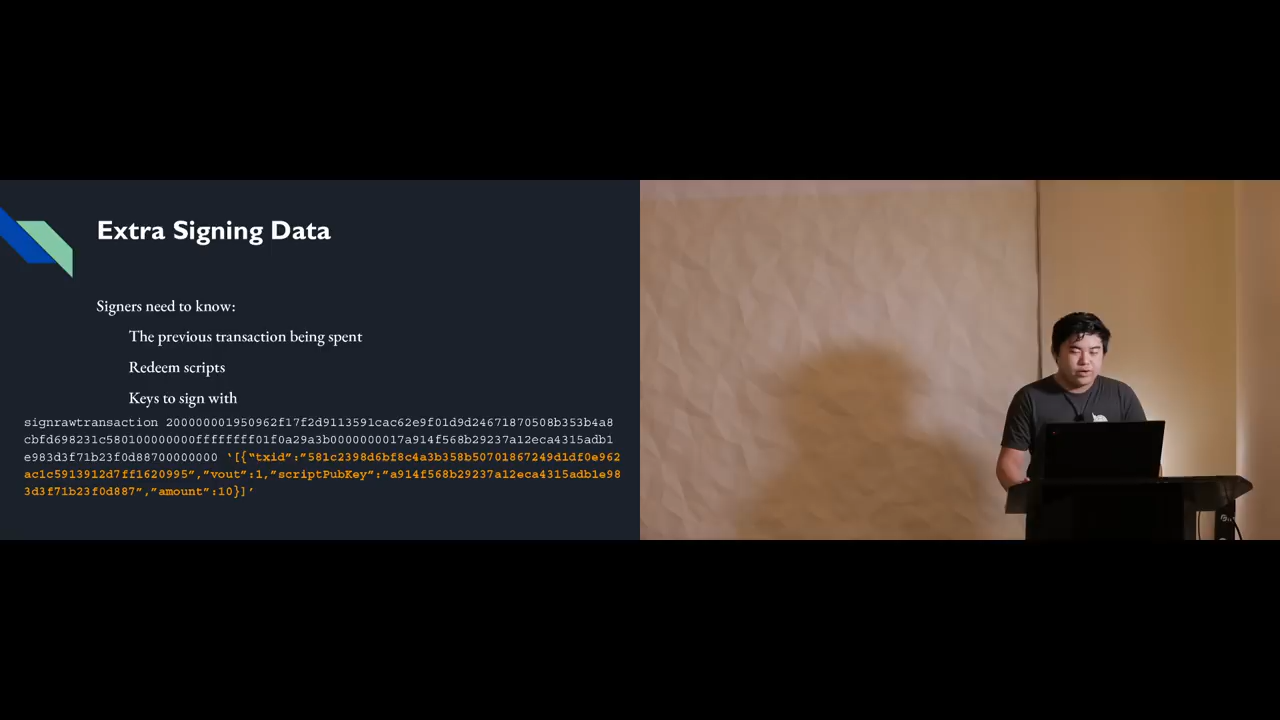 Extra Signing Data
Signers need to know:
The previous transaction being spent
Redeem scripts
Keys to sign with
signrawtransaction 200000001950962f17f2d9113591cac62e9f01d9d24671870508b353b4a8
cbfd698231c580100000000ffffffff01f0a29a3b0000000017a914f568b29237a12eca4315adb1
e983d3f71b23f0d88700000000 ‘[{“txid”:”581c2398d6bf8c4a3b358b50701867249d1df0e962
ac1c5913912d7ff1620995”,”vout”:1,”scriptPubKey”:”a914f568b29237a12eca4315adb1e98
3d3f71b23f0d887”,”amount”:10}]’